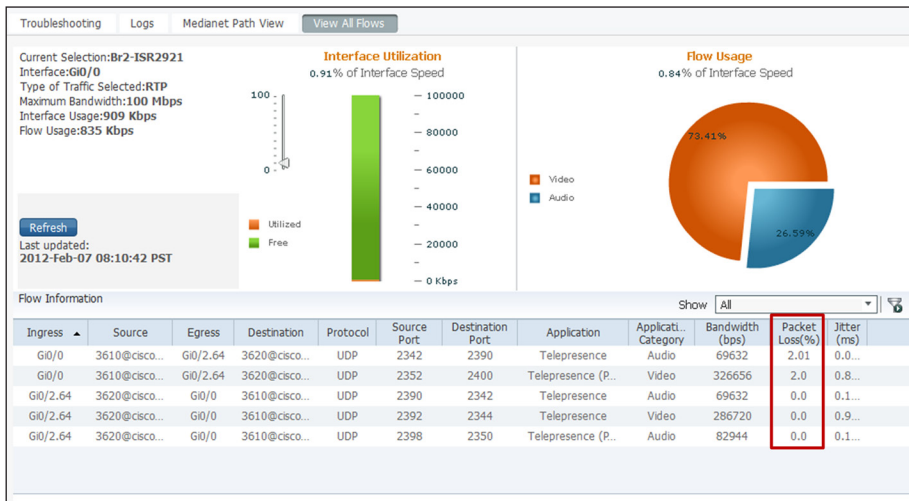 Troubleshooting Logs Medianet Path View View All Flows
Current Selection:Br2-ISR2921
Interface:Gi0/0
Type of Traffic Selected:RTP
Maximum Bandwidth:100 Mbps
Interface Usage:909 Kbps
Flow Usage:835 Kbps
Refresh
Last updated:
2012-Feb-07 08:10:42 PST
Interface Utilization
0.91% of Interface Speed
100
0
100000
80000
60000
40000
20000
0 Kbps
Utilized
Free
Flow Usage
0.84% of Interface Speed
Video
Audio
73.41%
26.59%
Flow Information
Show All
Ingress Source Egress Destination Protocol Source Port Destination Port Application Applicati... Category Bandwidth (bps) Packet Loss(%) Jitter (ms)
Gi0/0 3610@cisco... Gi0/2.64 3620@cisco... UDP 2342 2390 Telepresence Audio 69632 2.01 0.0...
Gi0/0 3610@cisco... Gi0/2.64 3620@cisco... UDP 2352 2400 Telepresence (P... Video 326656 2.0 0.8...
Gi0/2.64 3620@cisco... Gi0/0 3610@cisco... UDP 2390 2342 Telepresence Audio 69632 0.0 0.1...
Gi0/2.64 3620@cisco... Gi0/0 3610@cisco... UDP 2392 2344 Telepresence Video 286720 0.0 0.9...
Gi0/2.64 3620@cisco... Gi0/0 3610@cisco... UDP 2398 2350 Telepresence (P... Audio 82944 0.0 0.1...